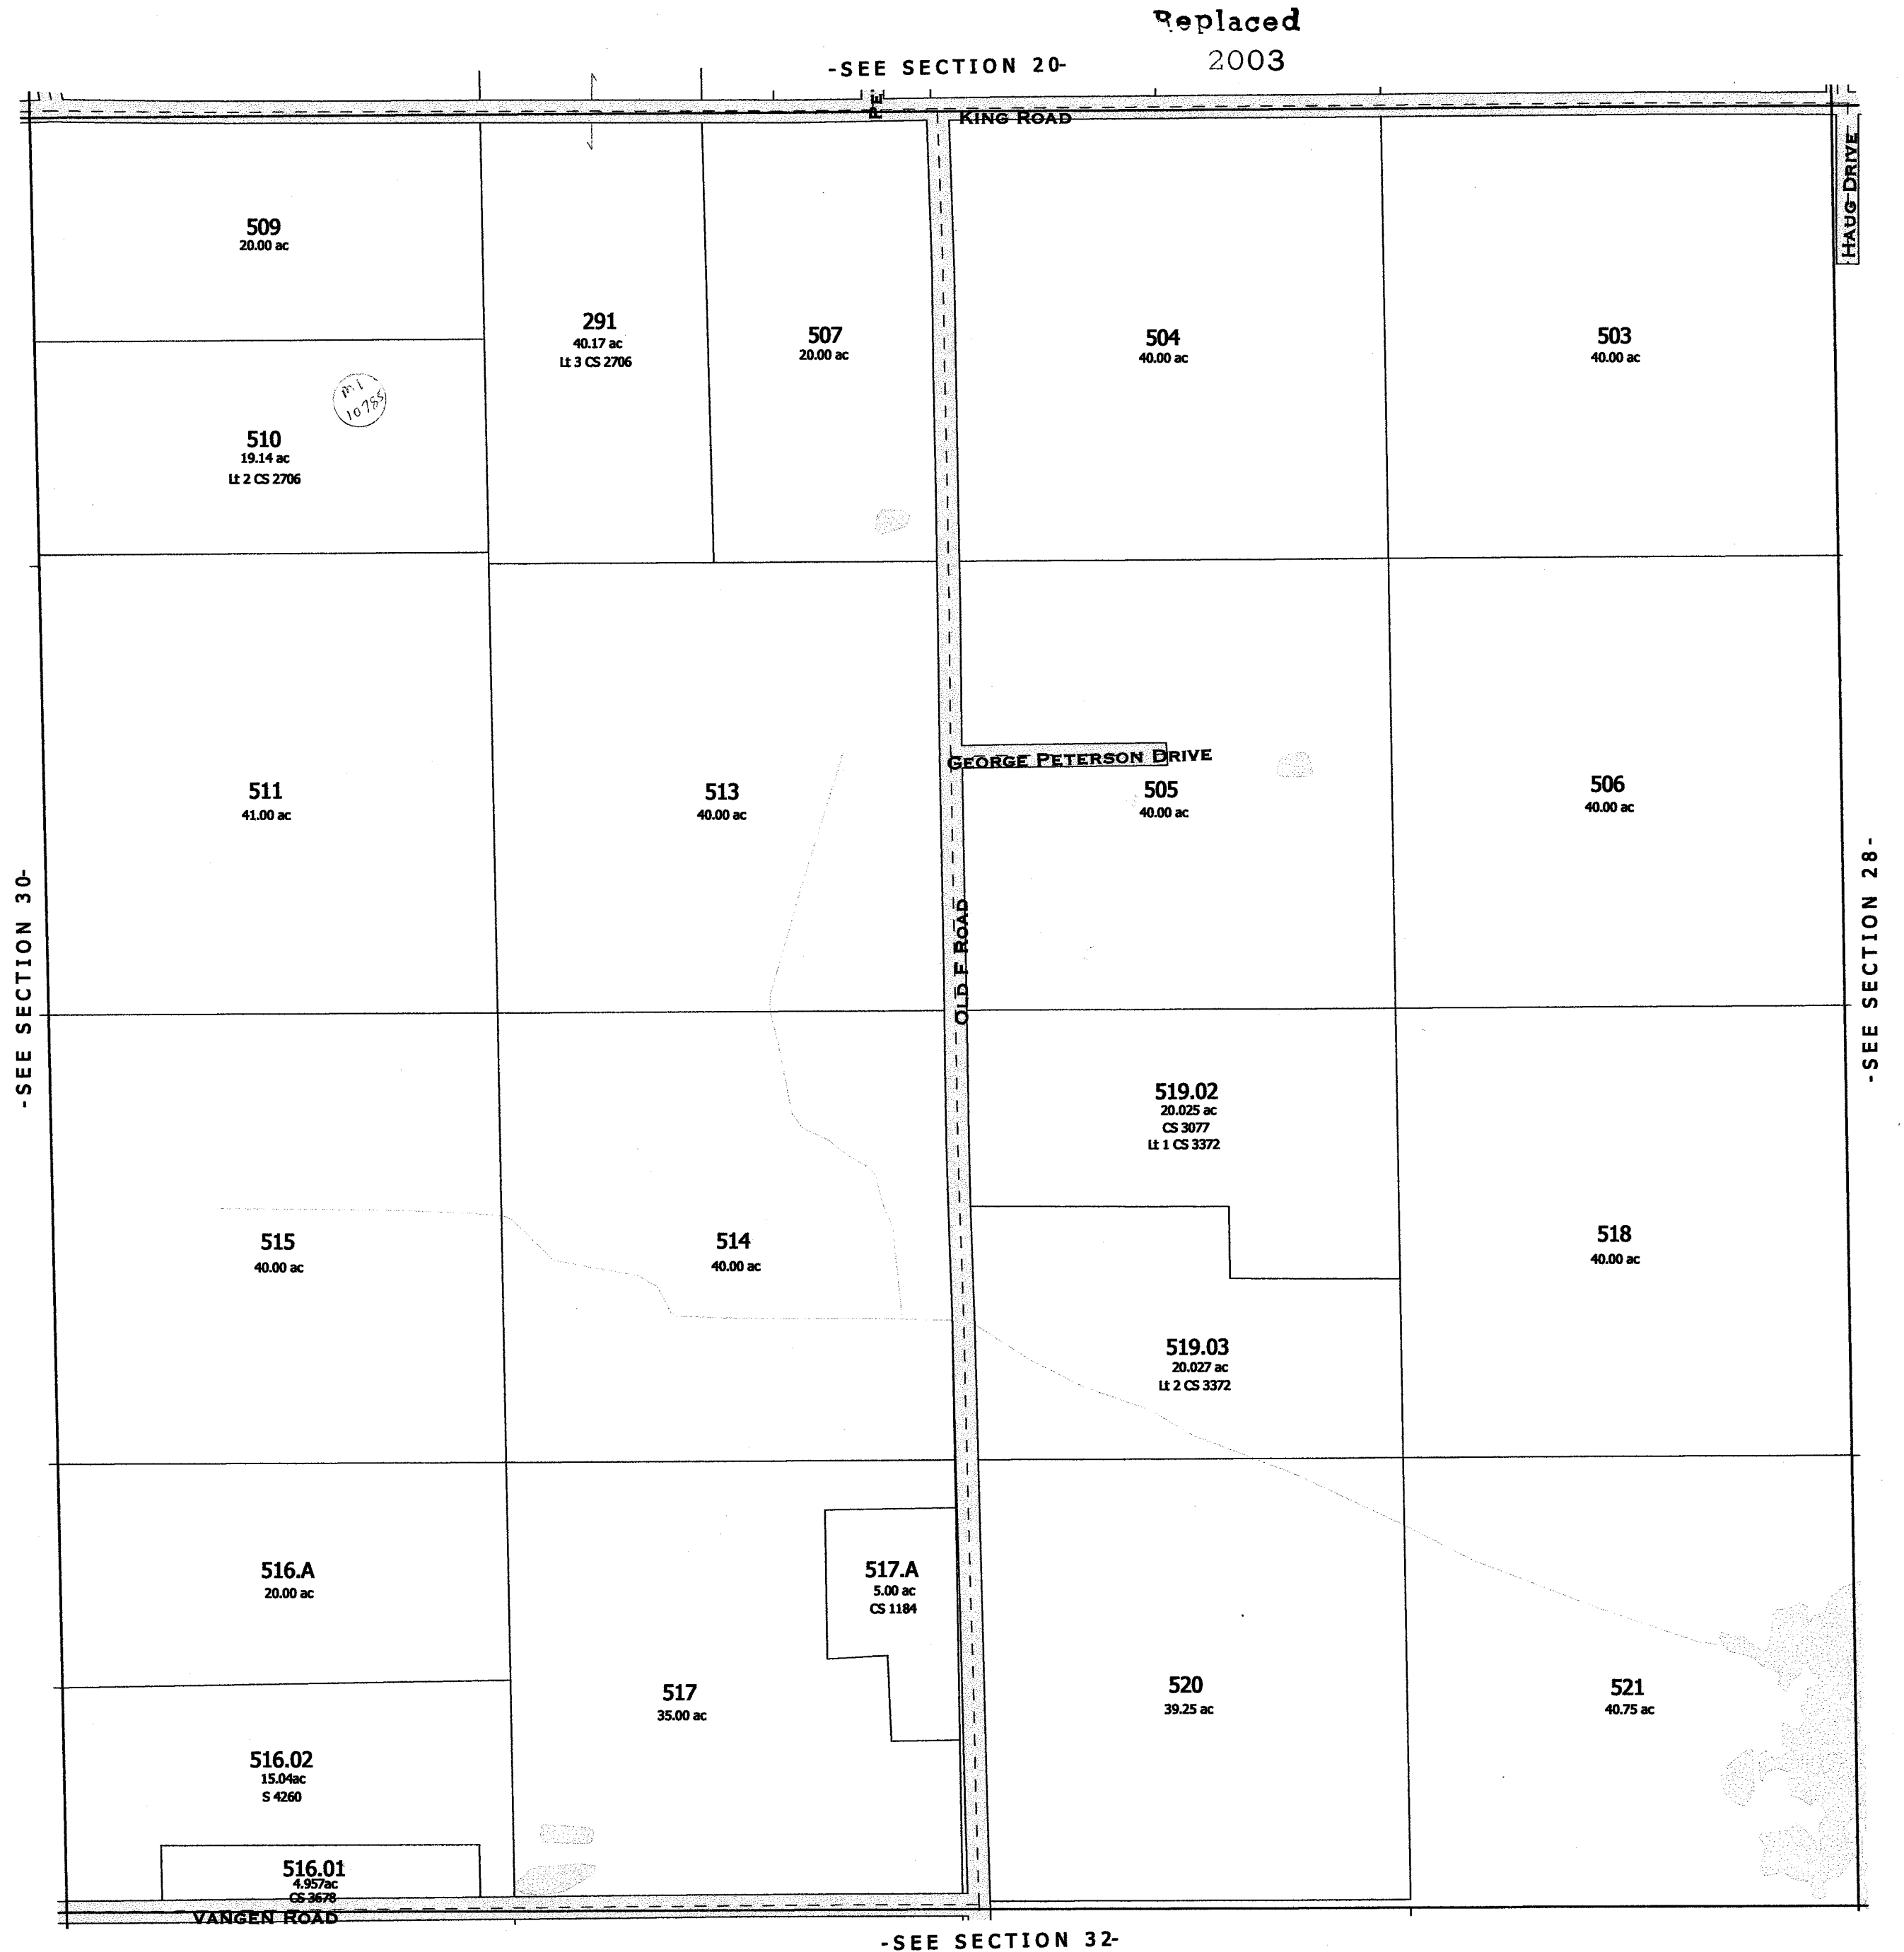 Replaced
2003
-SEE SECTION 20-
PE
KING ROAD
HAUG DRIVE
509
20.00 ac
291
40.17 ac
Lt 3 CS 2706
507
20.00 ac
504
40.00 ac
503
40.00 ac
M.L
10785
510
19.14 ac
Lt 2 CS 2706
GEORGE PETERSON DRIVE
511
41.00 ac
513
40.00 ac
505
40.00 ac
506
40.00 ac
-SEE SECTION 30-
OLD F ROAD
-SEE SECTION 28-
519.02
20.025 ac
CS 3077
Lt 1 CS 3372
515
40.00 ac
514
40.00 ac
518
40.00 ac
519.03
20.027 ac
Lt 2 CS 3372
516.A
20.00 ac
517.A
5.00 ac
CS 1184
517
35.00 ac
520
39.25 ac
521
40.75 ac
516.02
15.04ac
S 4260
516.01
4.957ac
CS 3678
VANGEN ROAD
-SEE SECTION 32-